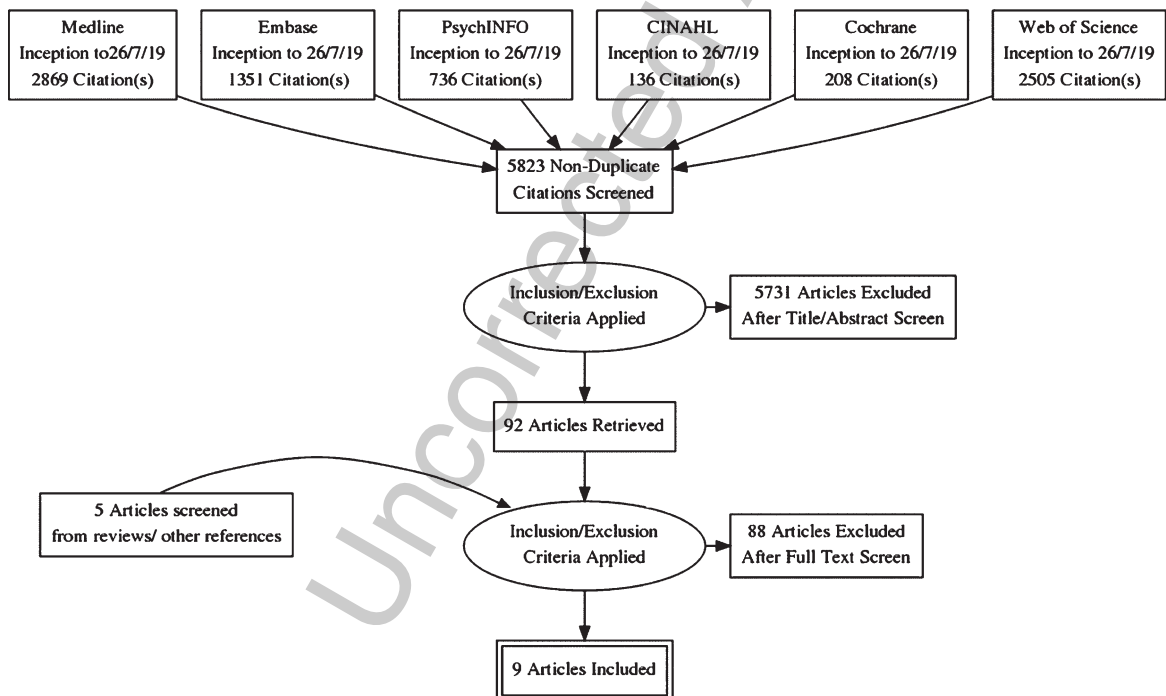 Medline
Inception to26/7/19
2869 Citation(s)
Embase
Inception to 26/7/19
1351 Citation(s)
PsychINFO
Inception to 26/7/19
736 Citation(s)
CINAHL
Inception to 26/7/19
136 Citation(s)
Cochrane
Inception to 26/7/19
208 Citation(s)
Web of Science
Inception to 26/7/19
2505 Citation(s)
5823 Non-Duplicate
Citations Screened
Inclusion/Exclusion
Criteria Applied
5731 Articles Excluded
After Title/Abstract Screen
92 Articles Retrieved
5 Articles screened
from reviews/ other references
Inclusion/Exclusion
Criteria Applied
88 Articles Excluded
After Full Text Screen
9 Articles Included
Uncorrected